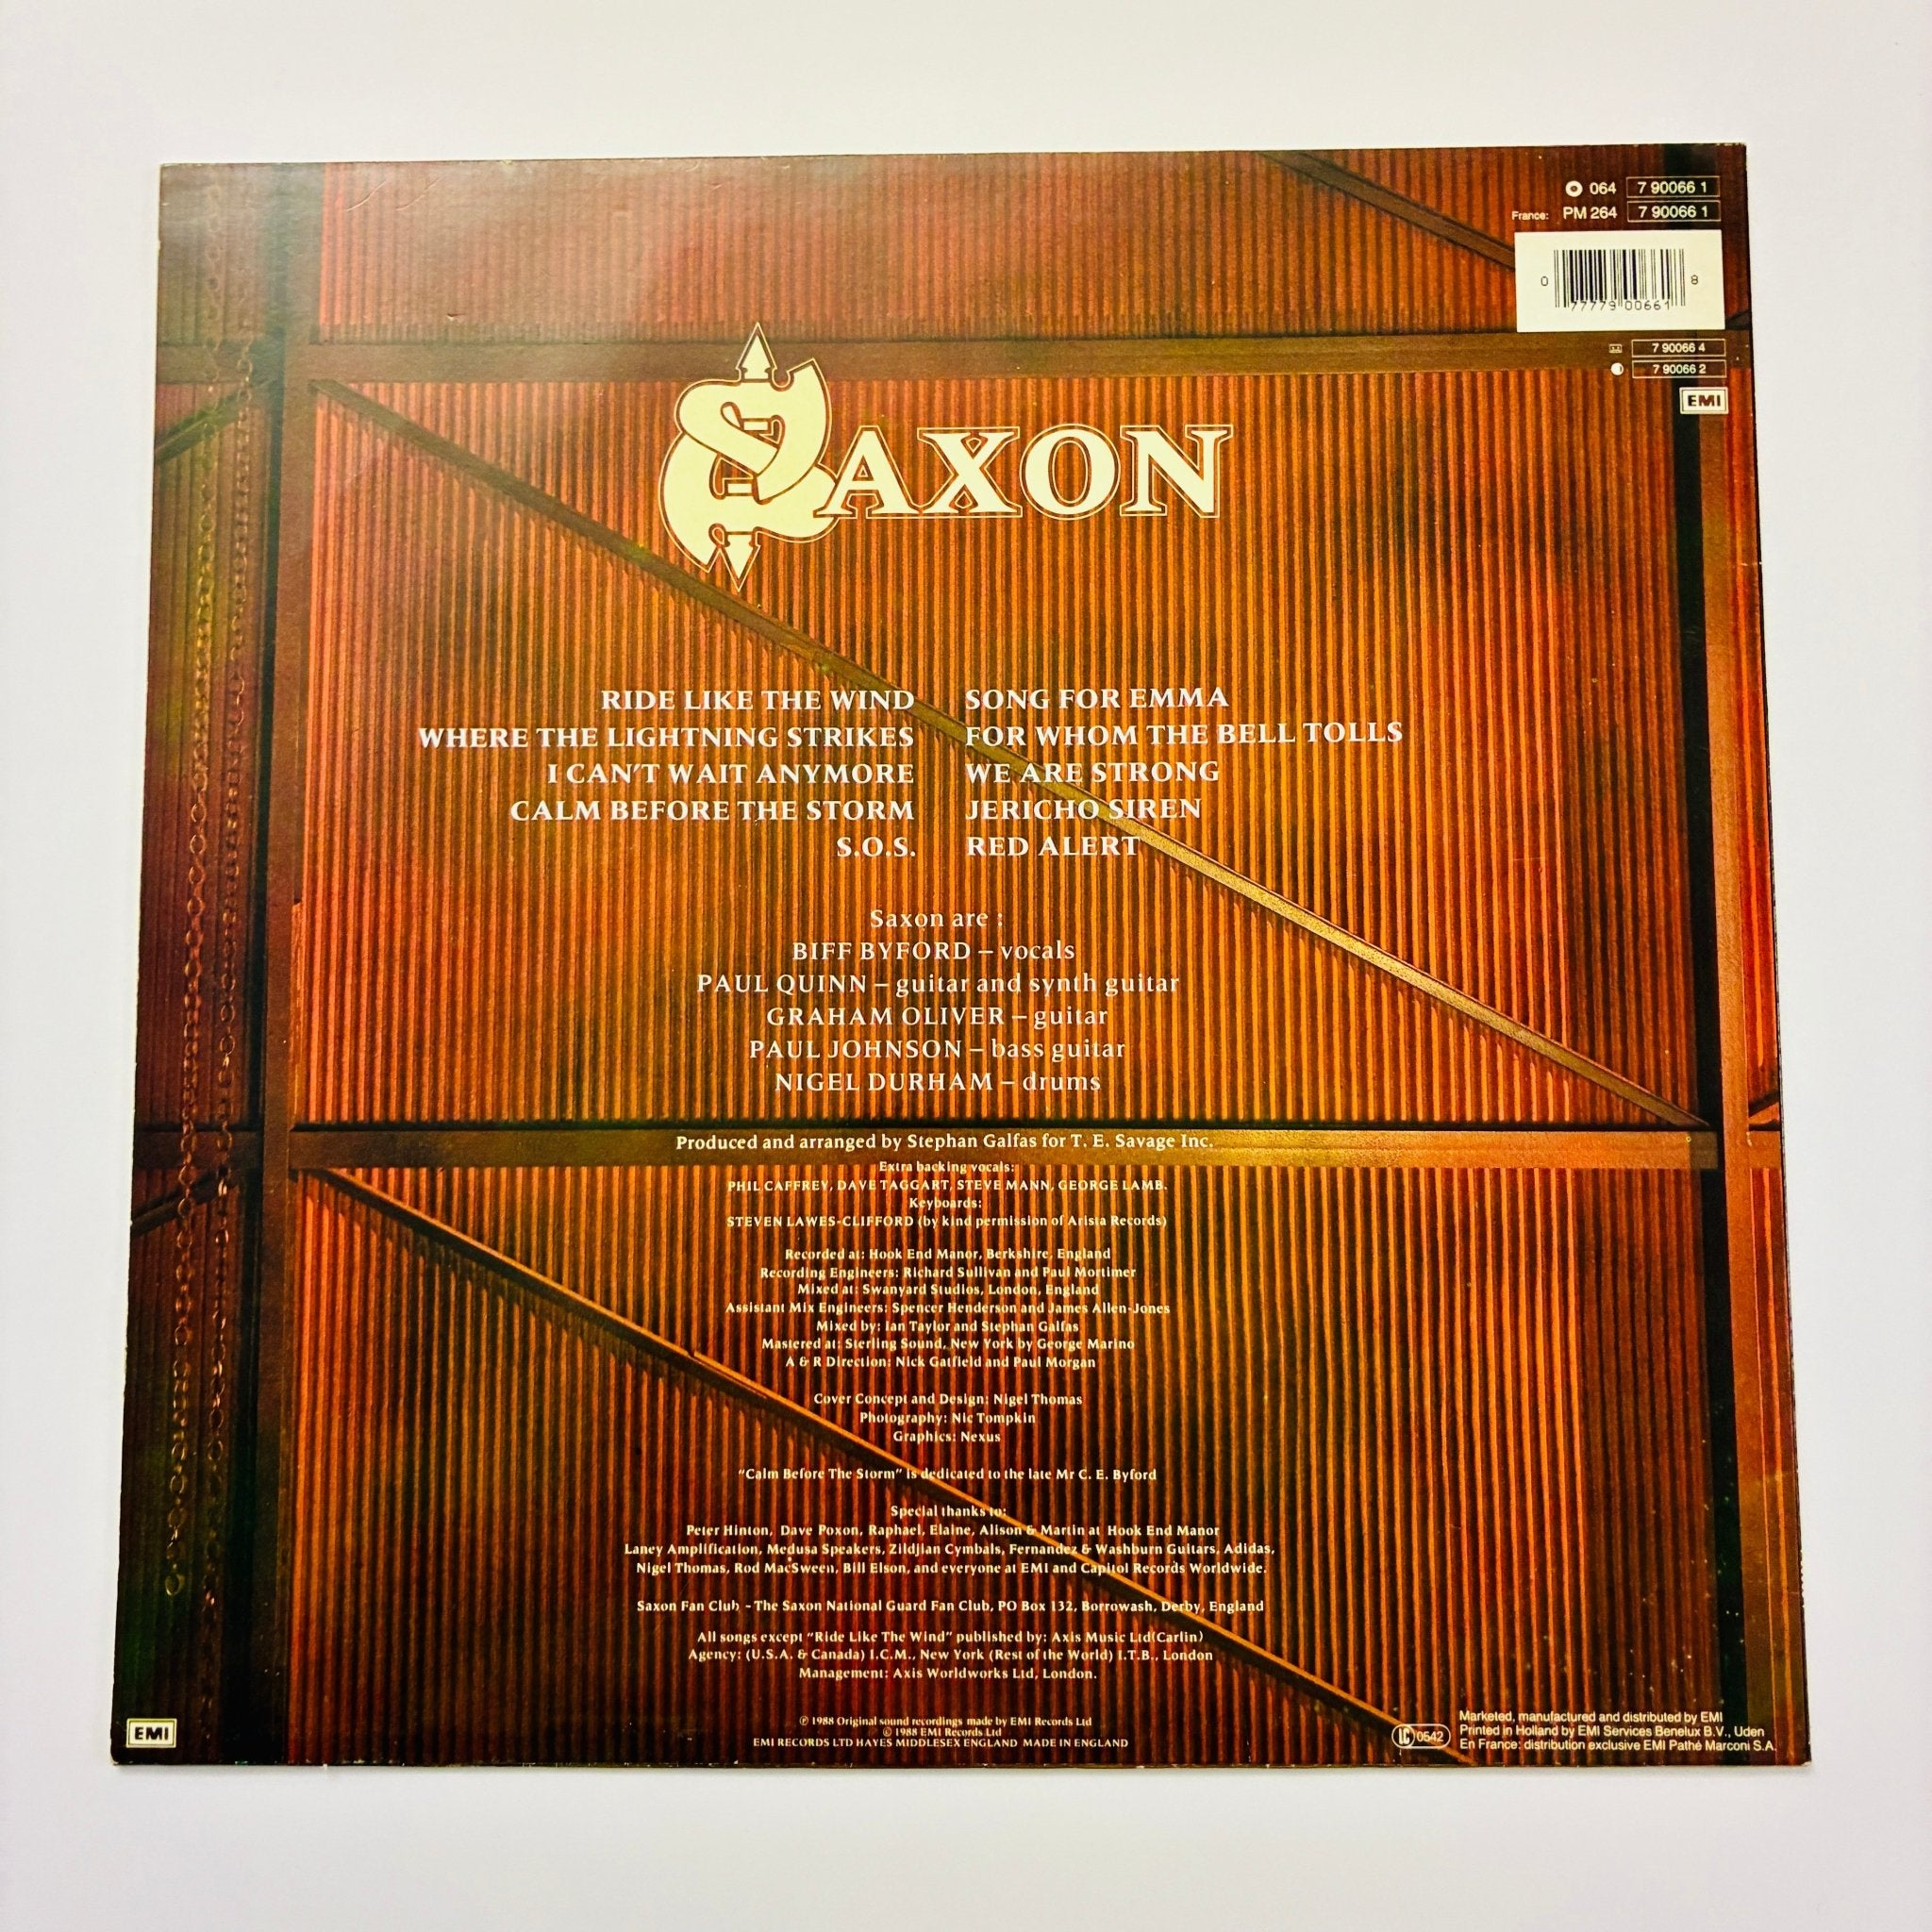 064 7 90066 1
France: PM 264 7 90066 1
0 77779 00661 8
7 90066 4
7 90066 2
EMI
SAXON
RIDE LIKE THE WIND
WHERE THE LIGHTNING STRIKES
I CAN'T WAIT ANYMORE
CALM BEFORE THE STORM
S.O.S.
SONG FOR EMMA
FOR WHOM THE BELL TOLLS
WE ARE STRONG
JERICHO SIREN
RED ALERT
Saxon are :
BIFF BYFORD – vocals
PAUL QUINN – guitar and synth guitar
GRAHAM OLIVER – guitar
PAUL JOHNSON – bass guitar
NIGEL DURHAM – drums
Produced and arranged by Stephan Galfas for T. E. Savage Inc.
Extra backing vocals:
PHIL CAFFREY, DAVE TAGGART, STEVE MANN, GEORGE LAMB.
Keyboards:
STEVEN LAWES-CLIFFORD (by kind permission of Arista Records)
Recorded at: Hook End Manor, Berkshire, England
Recording Engineers: Richard Sullivan and Paul Mortimer
Mixed at: Swanyard Studios, London, England
Assistant Mix Engineers: Spencer Henderson and James Allen-Jones
Mixed by: Ian Taylor and Stephan Galfas
Mastered at: Sterling Sound, New York by George Marino
A & R Direction: Nick Gatfield and Paul Morgan
Cover Concept and Design: Nigel Thomas
Photography: Nic Tompkin
Graphics: Nexus
"Calm Before The Storm" is dedicated to the late Mr C. E. Byford
Special thanks to:
Peter Hinton, Dave Poxon, Raphael, Elaine, Alison & Martin at Hook End Manor
Laney Amplification, Medusa Speakers, Zildjian Cymbals, Fernandez & Washburn Guitars, Adidas,
Nigel Thomas, Rod MacSween, Bill Elson, and everyone at EMI and Capitol Records Worldwide.
Saxon Fan Club - The Saxon National Guard Fan Club, PO Box 132, Borrowash, Derby, England
All songs except "Ride Like The Wind" published by: Axis Music Ltd(Carlin)
Agency: (U.S.A. & Canada) I.C.M., New York (Rest of the World) I.T.B., London
Management: Axis Worldworks Ltd, London.
℗ 1988 Original sound recordings made by EMI Records Ltd
© 1988 EMI Records Ltd
EMI RECORDS LTD HAYES MIDDLESEX ENGLAND MADE IN ENGLAND
EMI
LC 0542
Marketed, manufactured and distributed by EMI
Printed in Holland by EMI Services Benelux B.V., Uden
En France: distribution exclusive EMI Pathé Marconi S.A.